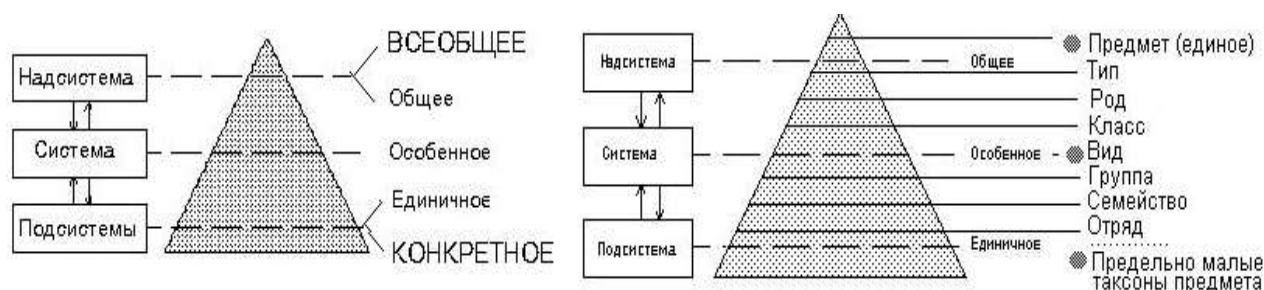 Надсистема
Система
Подсистемы
ВСЕОБЩЕЕ
Общее
Особенное
Единичное
КОНКРЕТНОЕ
Надсистема
Система
Подсистема
Общее
Особенное
Единичное
Предмет (единое)
Тип
Род
Класс
Вид
Группа
Семейство
Отряд
Предельно малые
таксоны предмета